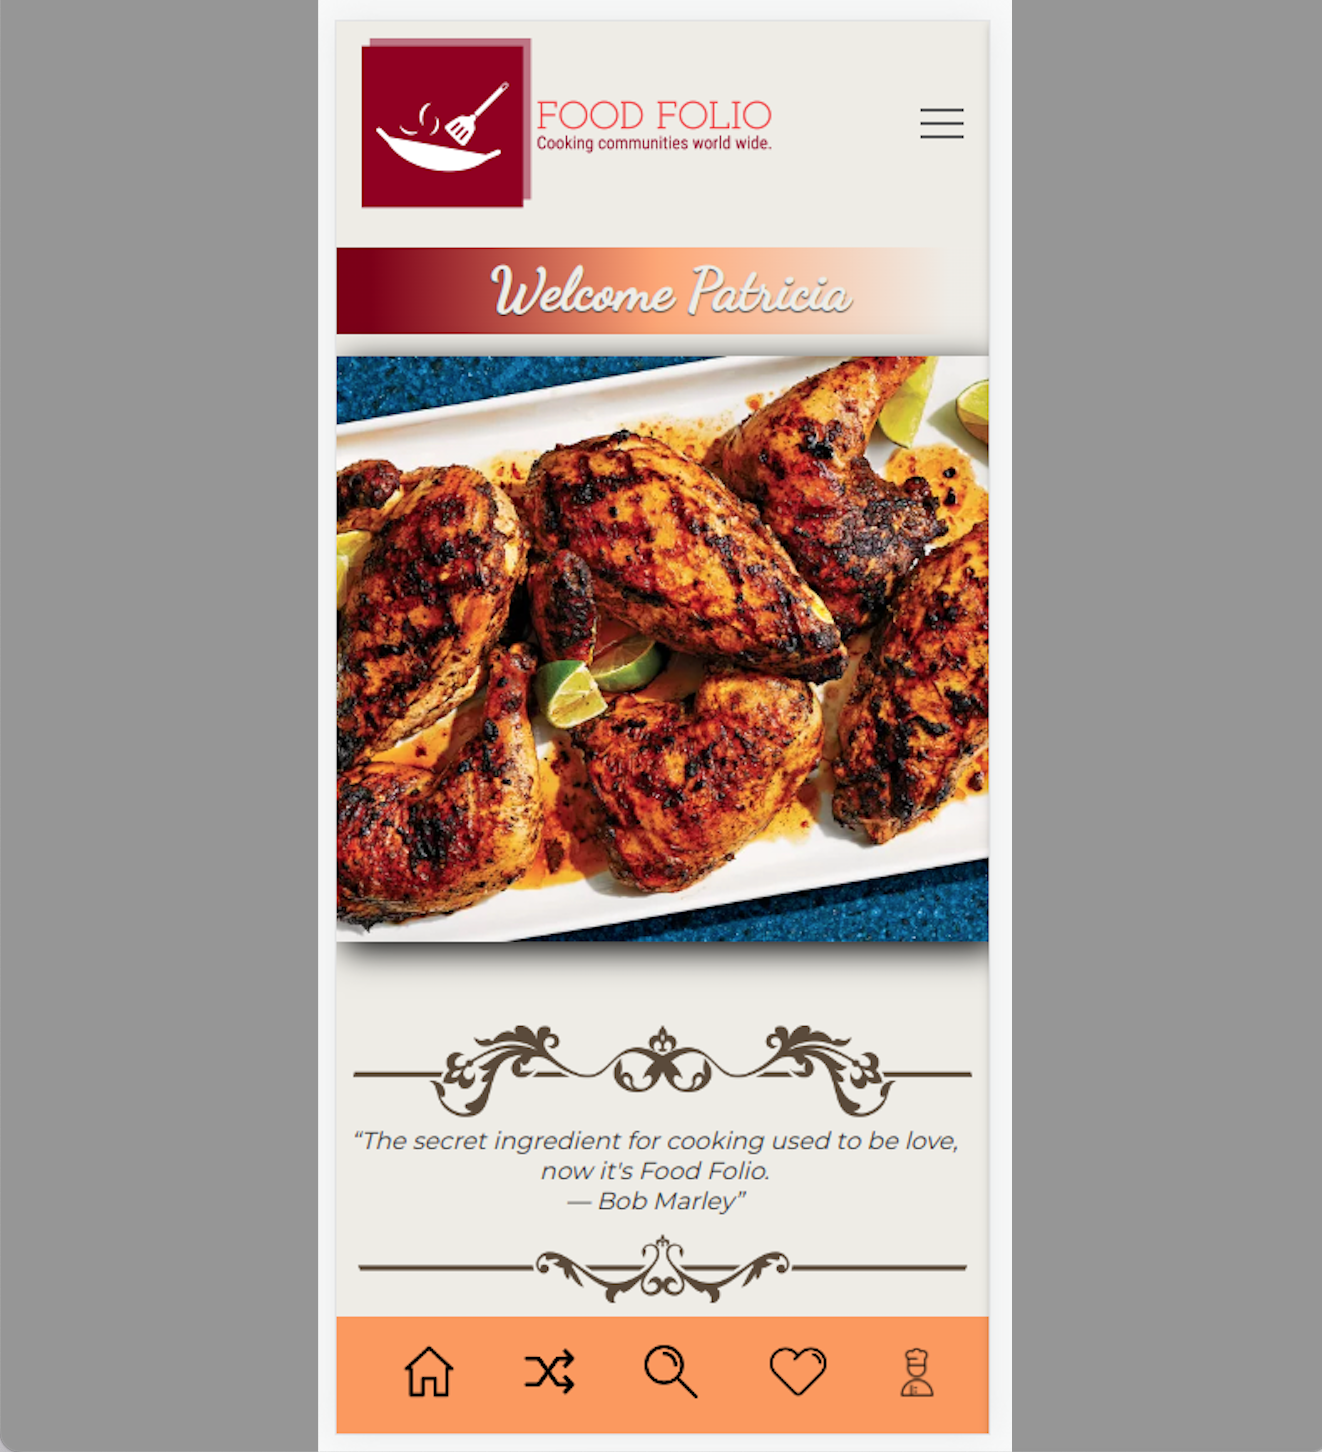 FOOD FOLIO
Cooking communities world wide.
Welcome Patricia
“The secret ingredient for cooking used to be love,
now it's Food Folio.
— Bob Marley”